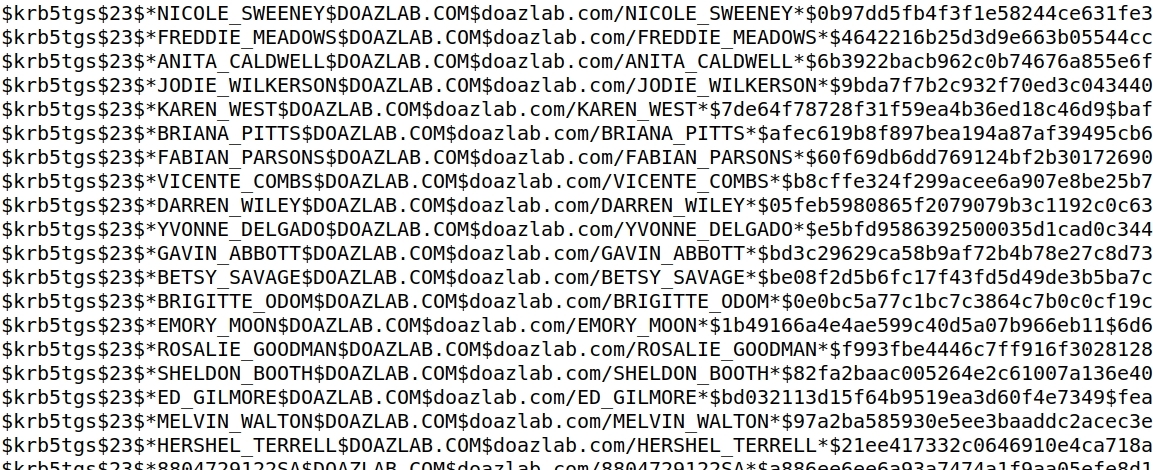 $krb5tgs$23$*NICOLE_SWEENEY$DOAZLAB.COM$doazlab.com/NICOLE_SWEENEY*$0b97dd5fb4f3f1e58244ce631fe3
$krb5tgs$23$*FREDDIE_MEADOWS$DOAZLAB.COM$doazlab.com/FREDDIE_MEADOWS*$4642216b25d3d9e663b05544cc
$krb5tgs$23$*ANITA_CALDWELL$DOAZLAB.COM$doazlab.com/ANITA_CALDWELL*$6b3922bacb962c0b74676a855e6f
$krb5tgs$23$*JODIE_WILKERSON$DOAZLAB.COM$doazlab.com/JODIE_WILKERSON*$9bda7f7b2c932f70ed3c043440
$krb5tgs$23$*KAREN_WEST$DOAZLAB.COM$doazlab.com/KAREN_WEST*$7de64f78728f31f59ea4b36ed18c46d9$baf
$krb5tgs$23$*BRIANA_PITTS$DOAZLAB.COM$doazlab.com/BRIANA_PITTS*$afec619b8f897bea194a87af39495cb6
$krb5tgs$23$*FABIAN_PARSONS$DOAZLAB.COM$doazlab.com/FABIAN_PARSONS*$60f69db6dd769124bf2b30172690
$krb5tgs$23$*VICENTE_COMBS$DOAZLAB.COM$doazlab.com/VICENTE_COMBS*$b8cffe324f299acee6a907e8be25b7
$krb5tgs$23$*DARREN_WILEY$DOAZLAB.COM$doazlab.com/DARREN_WILEY*$05feb5980865f2079079b3c1192c0c63
$krb5tgs$23$*YVONNE_DELGADO$DOAZLAB.COM$doazlab.com/YVONNE_DELGADO*$e5bfd9586392500035d1cad0c344
$krb5tgs$23$*GAVIN_ABBOTT$DOAZLAB.COM$doazlab.com/GAVIN_ABBOTT*$bd3c29629ca58b9af72b4b78e27c8d73
$krb5tgs$23$*BETSY_SAVAGE$DOAZLAB.COM$doazlab.com/BETSY_SAVAGE*$be08f2d5b6fc17f43fd5d49de3b5ba7c
$krb5tgs$23$*BRIGITTE_ODOM$DOAZLAB.COM$doazlab.com/BRIGITTE_ODOM*$0e0bc5a77c1bc7c3864c7b0c0cf19c
$krb5tgs$23$*EMORY_MOON$DOAZLAB.COM$doazlab.com/EMORY_MOON*$1b49166a4e4ae599c40d5a07b966eb11$6d6
$krb5tgs$23$*ROSALIE_GOODMAN$DOAZLAB.COM$doazlab.com/ROSALIE_GOODMAN*$f993fbe4446c7ff916f3028128
$krb5tgs$23$*SHELDON_BOOTH$DOAZLAB.COM$doazlab.com/SHELDON_BOOTH*$82fa2baac005264e2c61007a136e40
$krb5tgs$23$*ED_GILMORE$DOAZLAB.COM$doazlab.com/ED_GILMORE*$bd032113d15f64b9519ea3d60f4e7349$fea
$krb5tgs$23$*MELVIN_WALTON$DOAZLAB.COM$doazlab.com/MELVIN_WALTON*$97a2ba585930e5ee3baaddc2acec3e
$krb5tgs$23$*HERSHEL_TERRELL$DOAZLAB.COM$doazlab.com/HERSHEL_TERRELL*$21ee417332c0646910e4ca718a